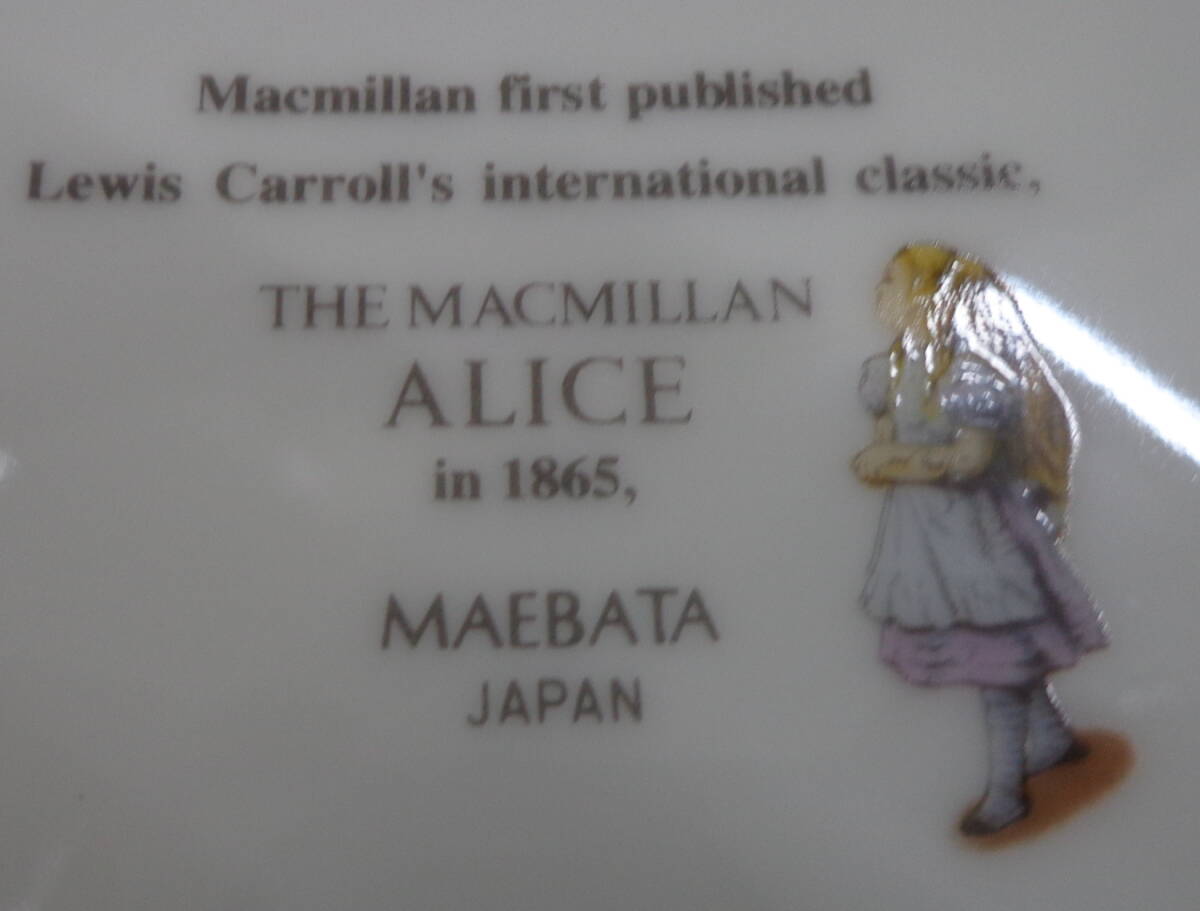 Macmillan first published
Lewis Carroll's international classic,
THE MACMILLAN
ALICE
in 1865,
MAEBATA
JAPAN